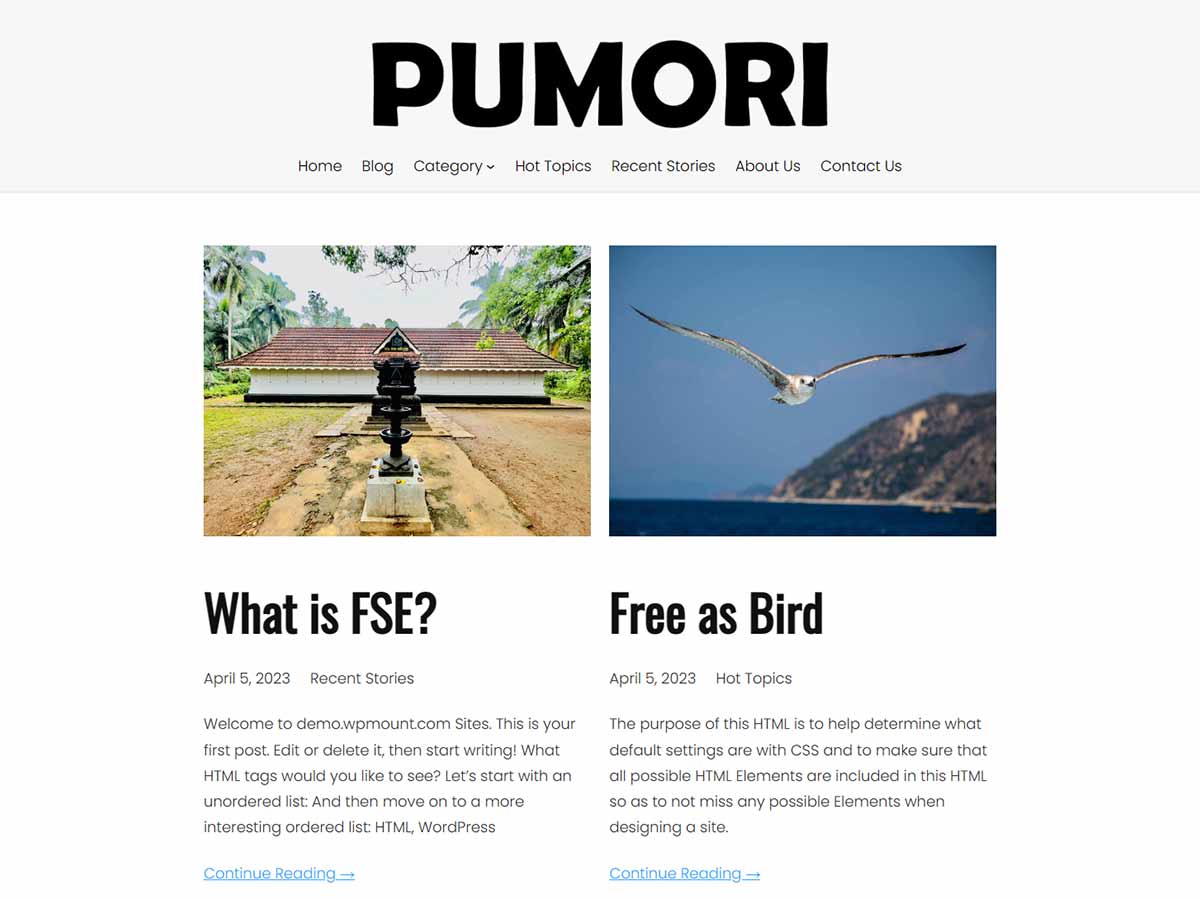 PUMORI
Home Blog Category Hot Topics Recent Stories About Us Contact Us
What is FSE?
April 5, 2023 Recent Stories
Welcome to demo.wpmount.com Sites. This is your
first post. Edit or delete it, then start writing! What
HTML tags would you like to see? Let’s start with an
unordered list: And then move on to a more
interesting ordered list: HTML, WordPress
Continue Reading →
Free as Bird
April 5, 2023 Hot Topics
The purpose of this HTML is to help determine what
default settings are with CSS and to make sure that
all possible HTML Elements are included in this HTML
so as to not miss any possible Elements when
designing a site.
Continue Reading →